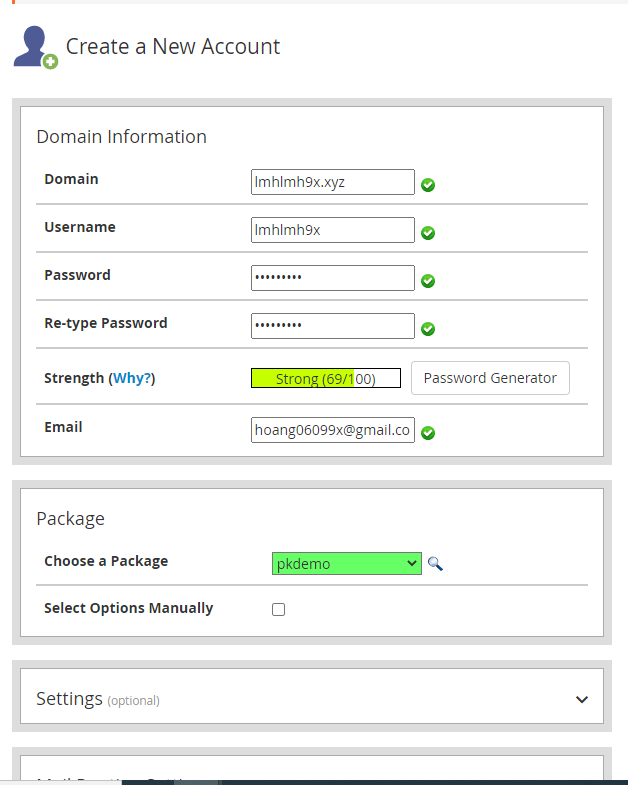 Create a New Account
Domain Information
Domain
lmhlmh9x.xyz
Username
lmhlmh9x
Password
•••••••••
Re-type Password
•••••••••
Strength (Why?)
Strong (69/100)
Password Generator
Email
hoang06099x@gmail.co
Package
Choose a Package
pkdemo
Select Options Manually
Settings (optional)